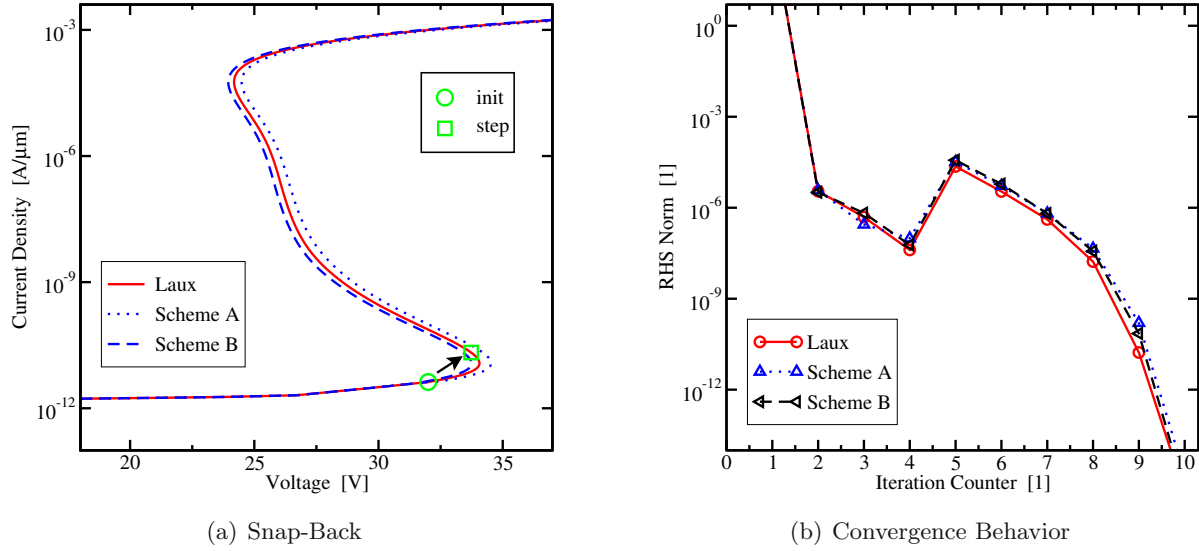 10-3
10-6
10-9
10-12
Current Density [A/μm]
init
step
Laux
Scheme A
Scheme B
20 25 30 35
Voltage [V]
(a) Snap-Back
100
10-3
10-6
10-9
10-12
RHS Norm [1]
Laux
Scheme A
Scheme B
0 1 2 3 4 5 6 7 8 9 10
Iteration Counter [1]
(b) Convergence Behavior